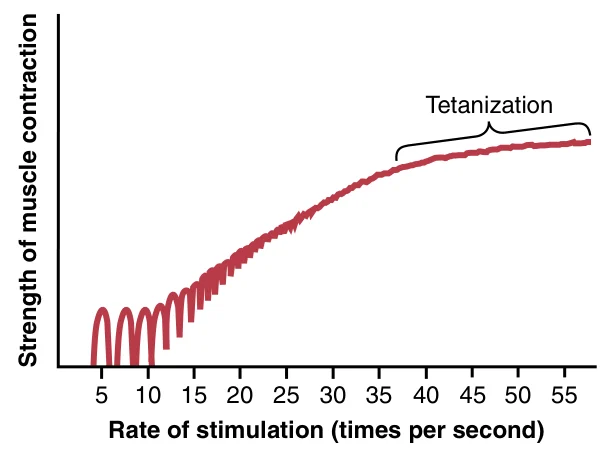 Strength of muscle contraction
Tetanization
5 10 15 20 25 30 35 40 45 50 55
Rate of stimulation (times per second)